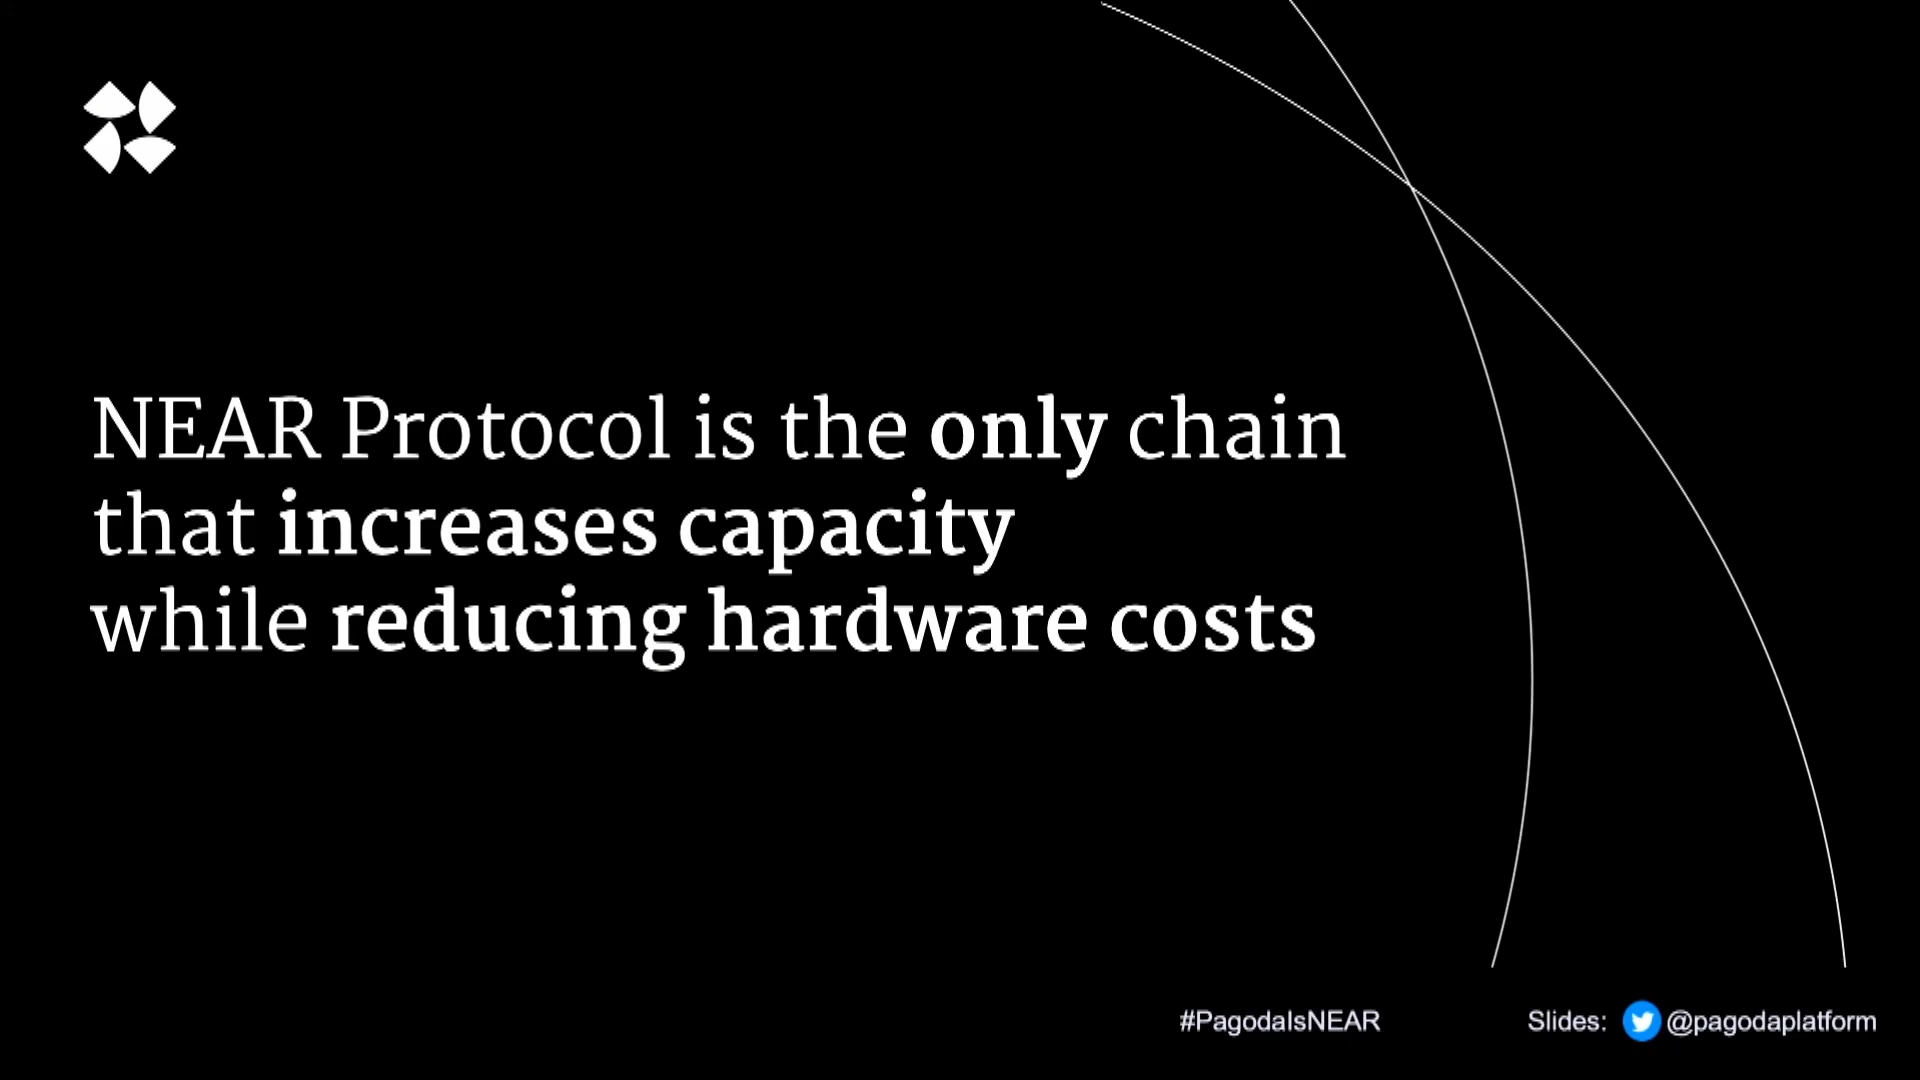 NEAR Protocol is the only chain
that increases capacity
while reducing hardware costs
#PagodaIsNEAR
Slides: @pagodaplatform